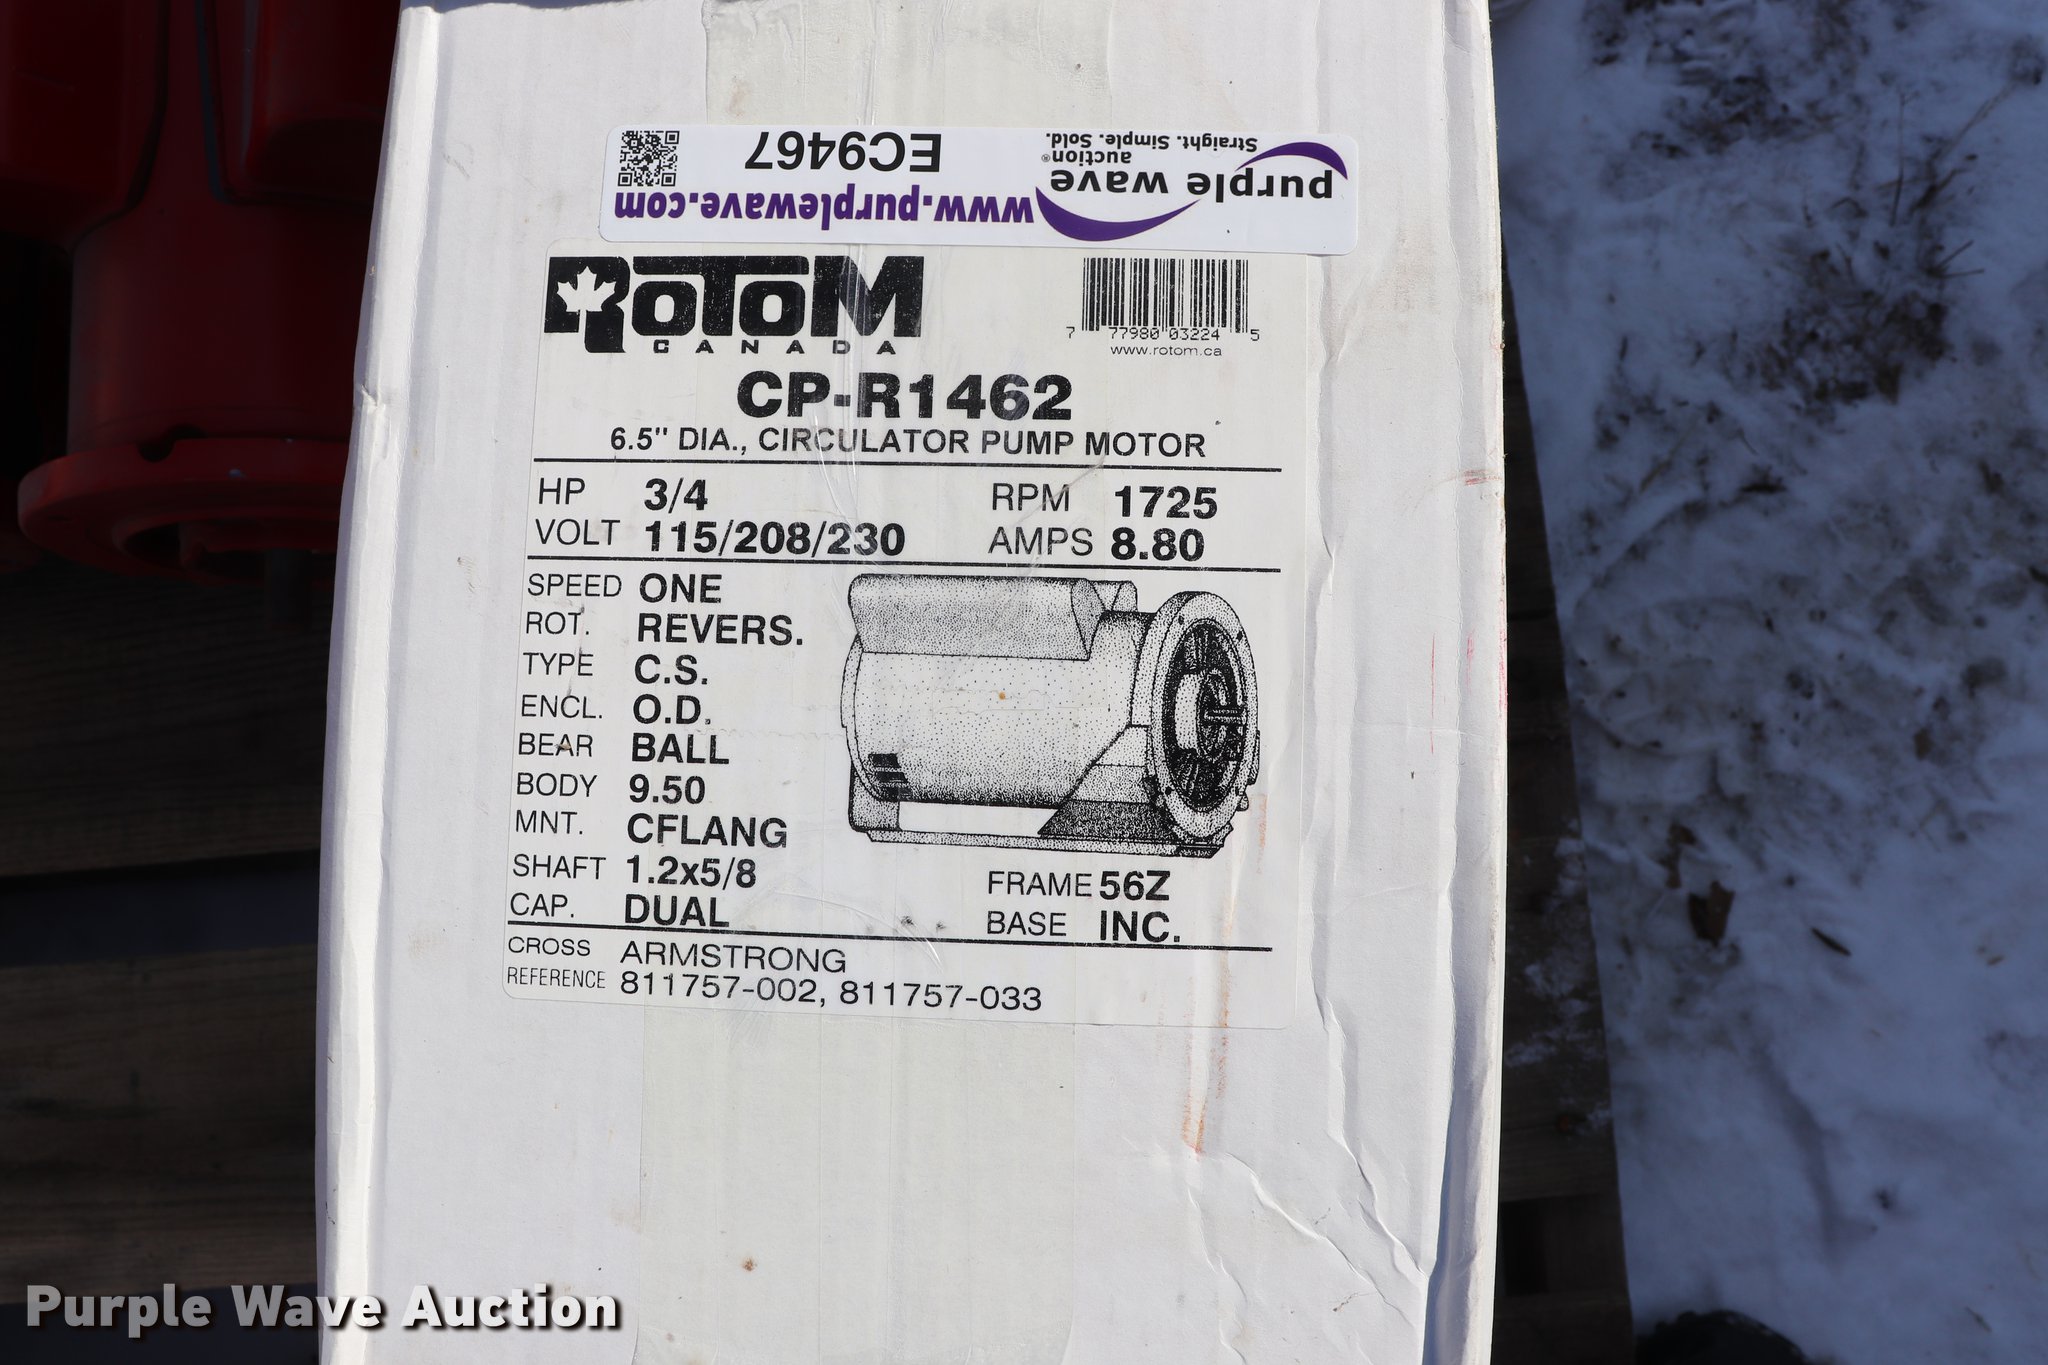 purple wave
auction®
Straight. Simple. Sold.
EC9467
www.purplewave.com
ROTOM
CANADA
7 77980 03224 5
www.rotom.ca
CP-R1462
6.5" DIA., CIRCULATOR PUMP MOTOR
HP 3/4 RPM 1725
VOLT 115/208/230 AMPS 8.80
SPEED ONE
ROT. REVERS.
TYPE C.S.
ENCL. O.D.
BEAR BALL
BODY 9.50
MNT. CFLANG
SHAFT 1.2x5/8 FRAME 56Z
CAP. DUAL BASE INC.
CROSS ARMSTRONG
REFERENCE 811757-002, 811757-033
Purple Wave Auction